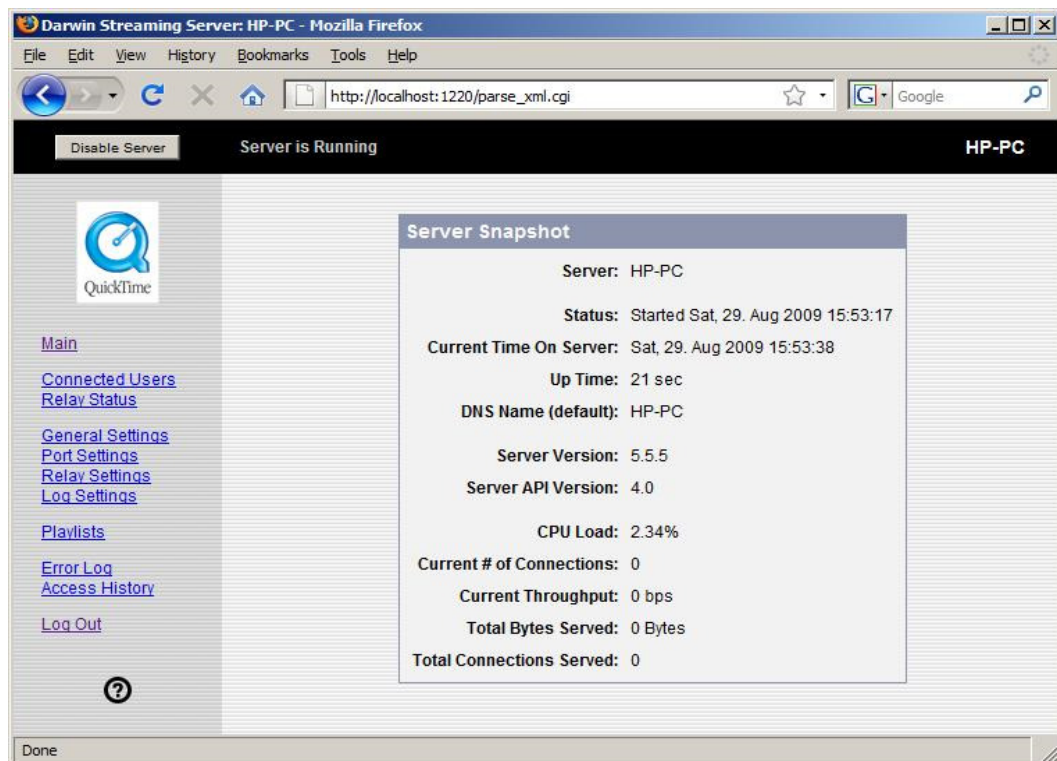 Darwin Streaming Server: HP-PC - Mozilla Firefox
File Edit View History Bookmarks Tools Help
http://localhost:1220/parse_xml.cgi
G Google
Disable Server
Server is Running
HP-PC
QuickTime
Main
Connected Users
Relay Status
General Settings
Port Settings
Relay Settings
Log Settings
Playlists
Error Log
Access History
Log Out
?
Server Snapshot
Server: HP-PC
Status: Started Sat, 29. Aug 2009 15:53:17
Current Time On Server: Sat, 29. Aug 2009 15:53:38
Up Time: 21 sec
DNS Name (default): HP-PC
Server Version: 5.5.5
Server API Version: 4.0
CPU Load: 2.34%
Current # of Connections: 0
Current Throughput: 0 bps
Total Bytes Served: 0 Bytes
Total Connections Served: 0
Done